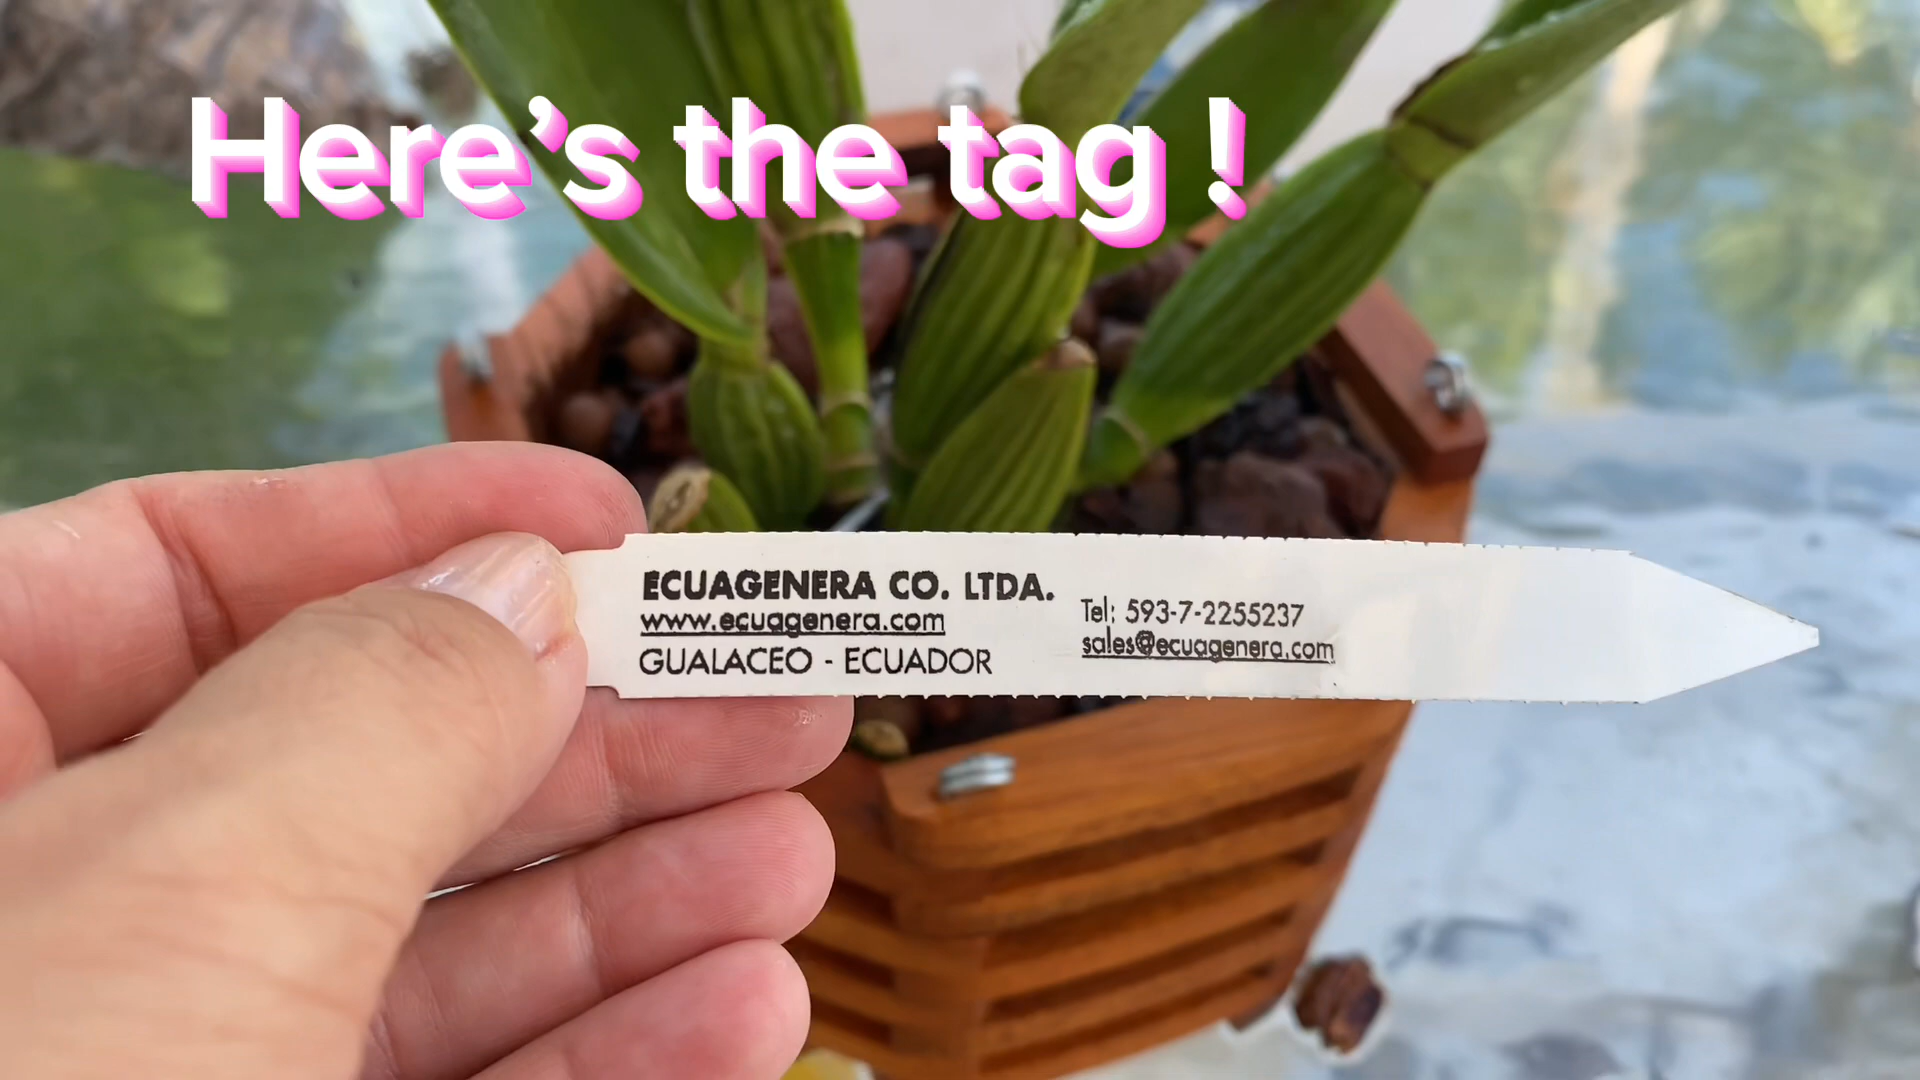 Here's the tag !
ECUAGENERA CO. LTDA.
www.ecuagenera.com
GUALACEO - ECUADOR
Tel: 593-7-2255237
sales@ecuagenera.com